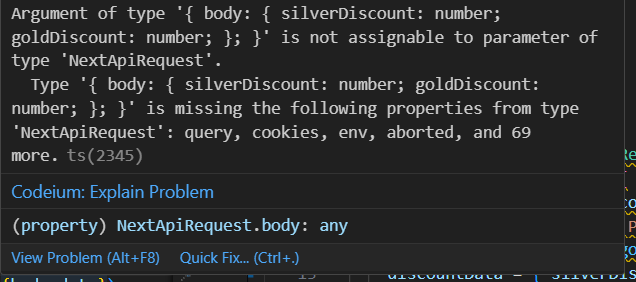 Argument of type '{ body: { silverDiscount: number;
goldDiscount: number; }; }' is not assignable to parameter of
type 'NextApiRequest'.
Type '{ body: { silverDiscount: number; goldDiscount:
number; }; }' is missing the following properties from type
'NextApiRequest': query, cookies, env, aborted, and 69
more. ts(2345)
Codeium: Explain Problem
(property) NextApiRequest.body: any
View Problem (Alt+F8) Quick Fix... (Ctrl+.)
discountData = { silverDis